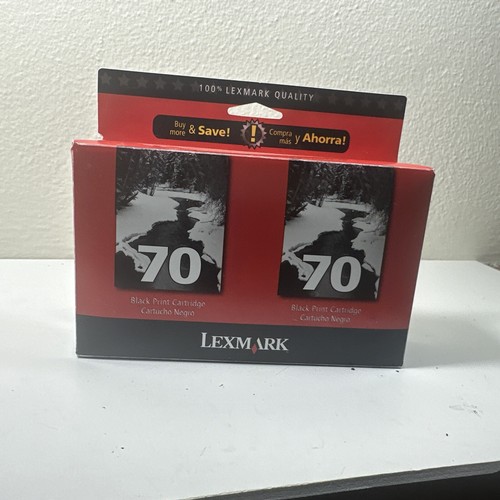 100% LEXMARK QUALITY
Buy more & Save! ! Compra más y Ahorra!
70
Black Print Cartridge
Cartucho Negro
70
Black Print Cartridge
Cartucho Negro
LEXMARK